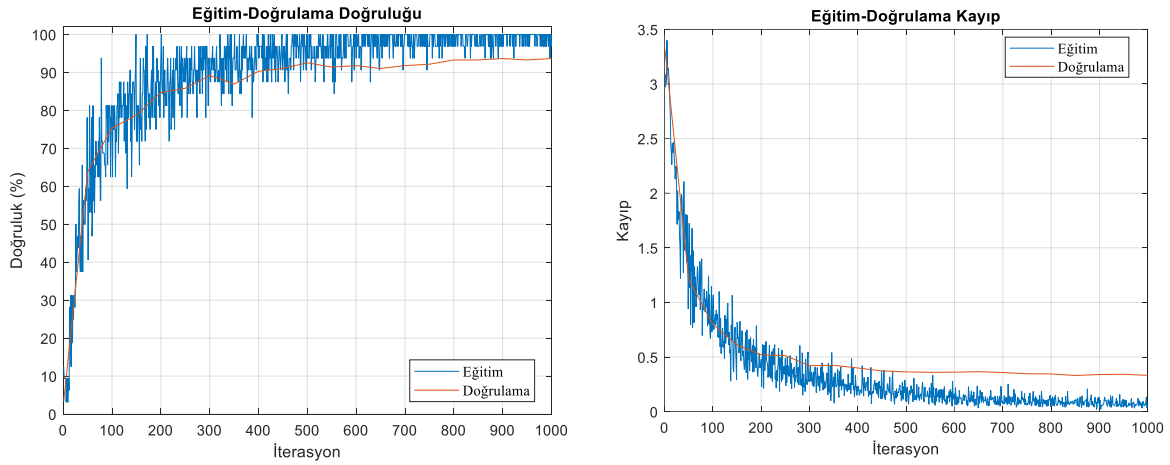 Eğitim-Doğrulama Doğruluğu
100
90
80
70
60
50
40
30
20
10
0
Doğruluk (%)
Eğitim
Doğrulama
0 100 200 300 400 500 600 700 800 900 1000
İterasyon
Eğitim-Doğrulama Kayıp
3.5
3
2.5
2
1.5
1
0.5
0
Kayıp
Eğitim
Doğrulama
0 100 200 300 400 500 600 700 800 900 1000
İterasyon